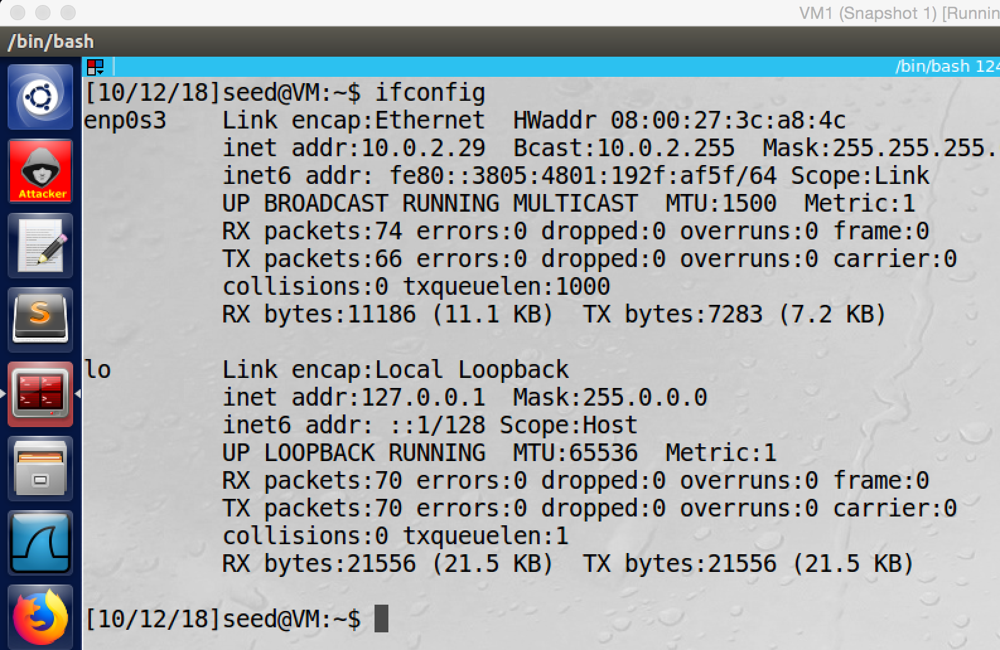 VM1 (Snapshot 1) [Runnin
/bin/bash
/bin/bash 124
[10/12/18]seed@VM:~$ ifconfig
enp0s3    Link encap:Ethernet  HWaddr 08:00:27:3c:a8:4c
          inet addr:10.0.2.29  Bcast:10.0.2.255  Mask:255.255.255.
          inet6 addr: fe80::3805:4801:192f:af5f/64 Scope:Link
          UP BROADCAST RUNNING MULTICAST  MTU:1500  Metric:1
          RX packets:74 errors:0 dropped:0 overruns:0 frame:0
          TX packets:66 errors:0 dropped:0 overruns:0 carrier:0
          collisions:0 txqueuelen:1000
          RX bytes:11186 (11.1 KB)  TX bytes:7283 (7.2 KB)
lo        Link encap:Local Loopback
          inet addr:127.0.0.1  Mask:255.0.0.0
          inet6 addr: ::1/128 Scope:Host
          UP LOOPBACK RUNNING  MTU:65536  Metric:1
          RX packets:70 errors:0 dropped:0 overruns:0 frame:0
          TX packets:70 errors:0 dropped:0 overruns:0 carrier:0
          collisions:0 txqueuelen:1
          RX bytes:21556 (21.5 KB)  TX bytes:21556 (21.5 KB)
[10/12/18]seed@VM:~$
Attacker
S